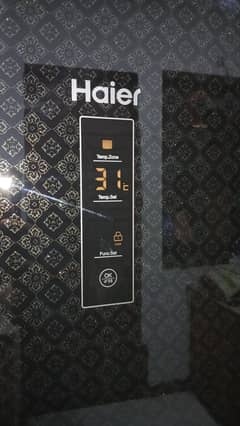 Haier
Temp.Zone
31°C
Temp.Set
Func.Set
OK